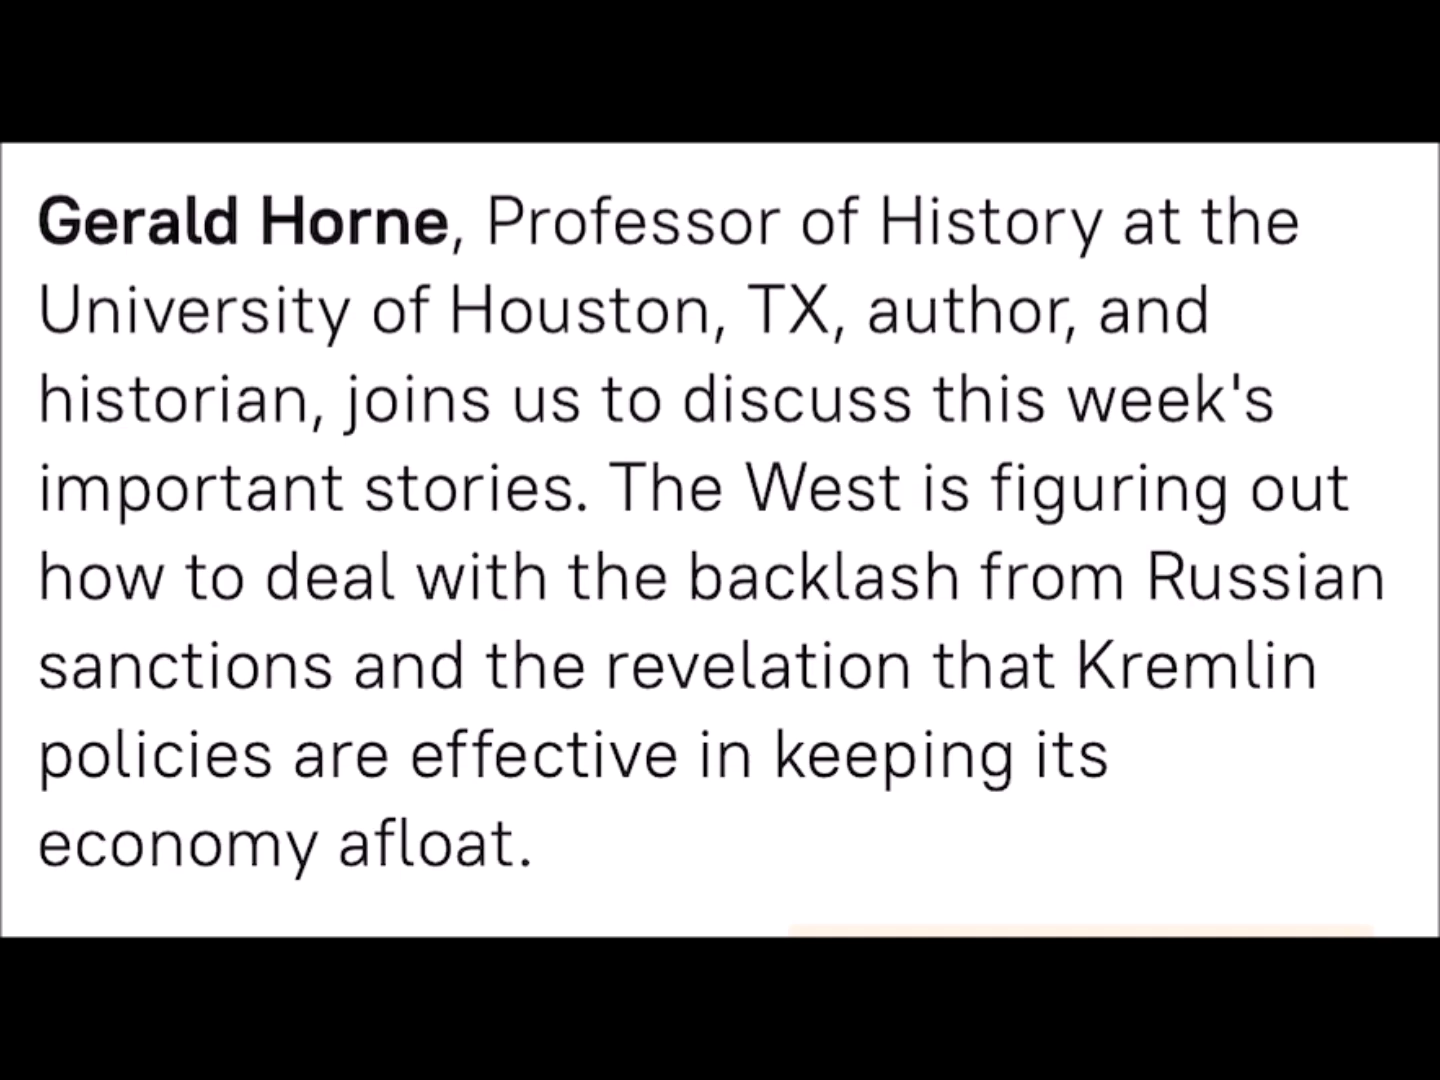 Gerald Horne, Professor of History at the
University of Houston, TX, author, and
historian, joins us to discuss this week's
important stories. The West is figuring out
how to deal with the backlash from Russian
sanctions and the revelation that Kremlin
policies are effective in keeping its
economy afloat.